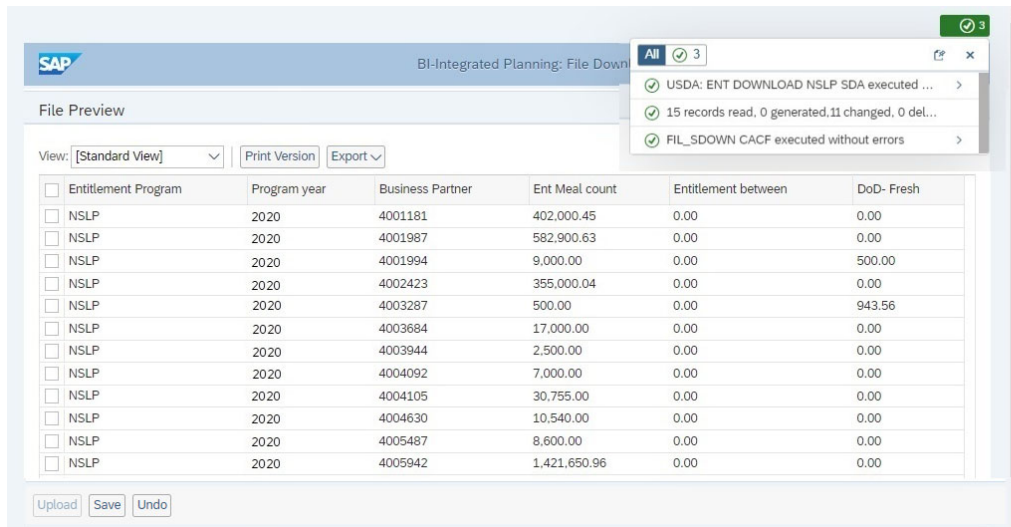 3
SAP
BI-Integrated Planning: File Down
All 3
USDA: ENT DOWNLOAD NSLP SDA executed ...
15 records read, 0 generated,11 changed, 0 del...
FIL_SDOWN CACF executed without errors
File Preview
View: [Standard View] Print Version Export
Entitlement Program Program year Business Partner Ent Meal count Entitlement between DoD- Fresh
NSLP 2020 4001181 402,000.45 0.00 0.00
NSLP 2020 4001987 582,900.63 0.00 0.00
NSLP 2020 4001994 9,000.00 0.00 500.00
NSLP 2020 4002423 355,000.04 0.00 0.00
NSLP 2020 4003287 500.00 0.00 943.56
NSLP 2020 4003684 17,000.00 0.00 0.00
NSLP 2020 4003944 2,500.00 0.00 0.00
NSLP 2020 4004092 7,000.00 0.00 0.00
NSLP 2020 4004105 30,755.00 0.00 0.00
NSLP 2020 4004630 10,540.00 0.00 0.00
NSLP 2020 4005487 8,600.00 0.00 0.00
NSLP 2020 4005942 1,421,650.96 0.00 0.00
Upload Save Undo